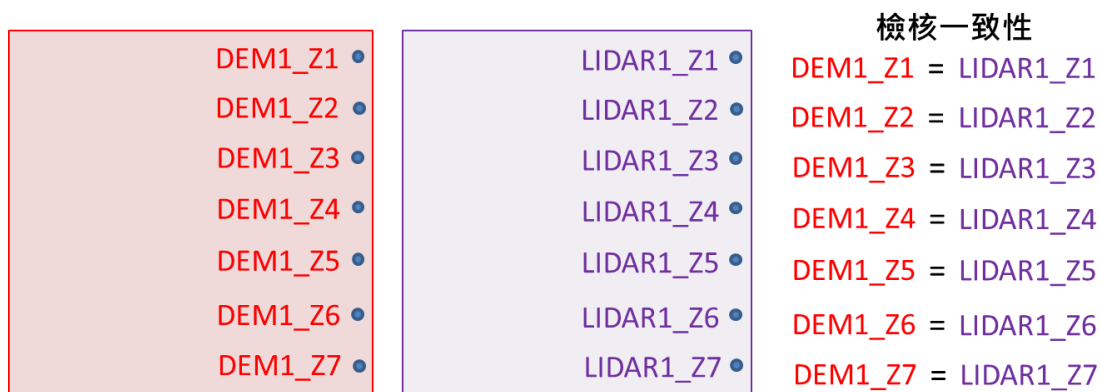 檢核一致性
DEM1_Z1 LIDAR1_Z1 DEM1_Z1 = LIDAR1_Z1
DEM1_Z2 LIDAR1_Z2 DEM1_Z2 = LIDAR1_Z2
DEM1_Z3 LIDAR1_Z3 DEM1_Z3 = LIDAR1_Z3
DEM1_Z4 LIDAR1_Z4 DEM1_Z4 = LIDAR1_Z4
DEM1_Z5 LIDAR1_Z5 DEM1_Z5 = LIDAR1_Z5
DEM1_Z6 LIDAR1_Z6 DEM1_Z6 = LIDAR1_Z6
DEM1_Z7 LIDAR1_Z7 DEM1_Z7 = LIDAR1_Z7